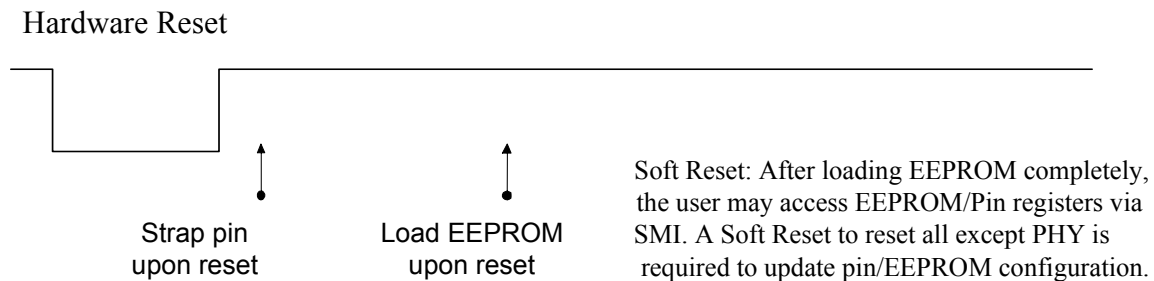 Hardware Reset
Strap pin
upon reset
Load EEPROM
upon reset
Soft Reset: After loading EEPROM completely,
the user may access EEPROM/Pin registers via
SMI. A Soft Reset to reset all except PHY is
required to update pin/EEPROM configuration.